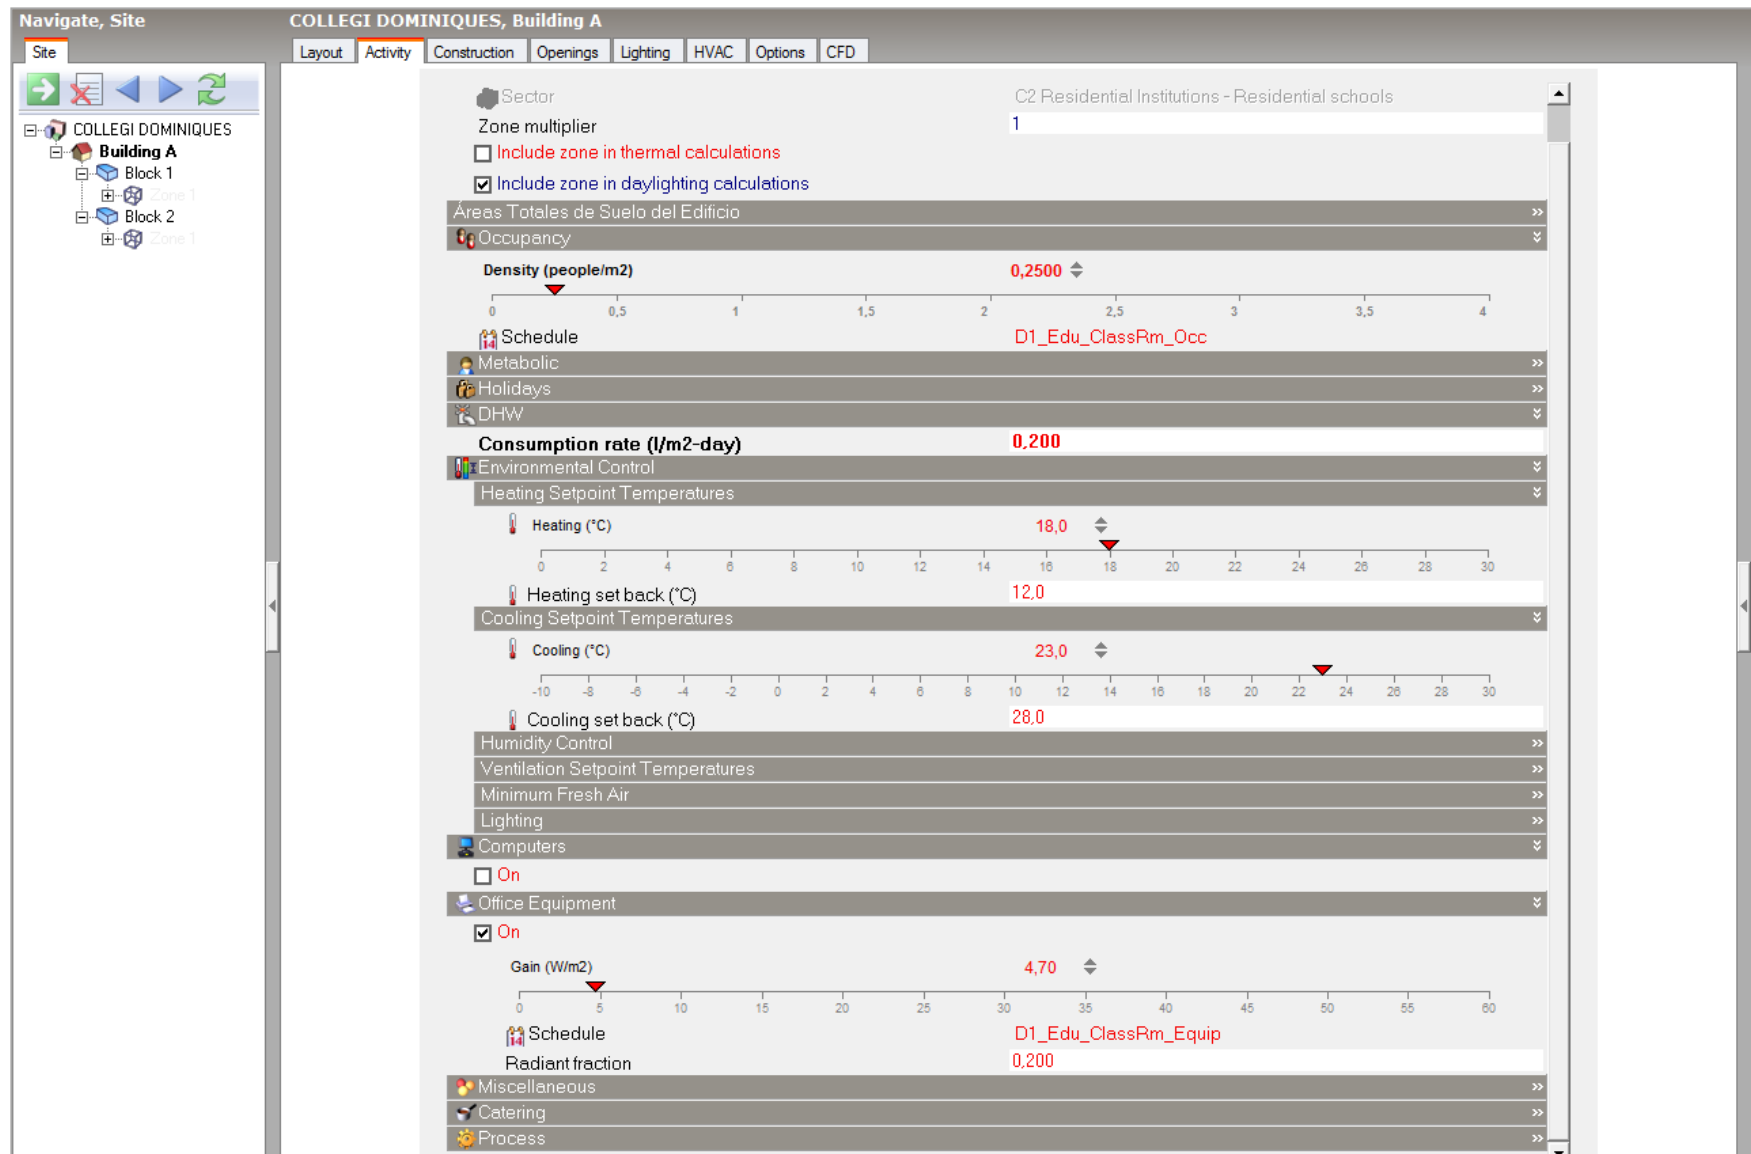 Navigate, Site
COLLEGI DOMINIQUES, Building A
Site
Layout Activity Construction Openings Lighting HVAC Options CFD
COLLEGI DOMINIQUES
Building A
Block 1
Zone 1
Block 2
Zone 1
Sector C2 Residential Institutions - Residential schools
Zone multiplier 1
Include zone in thermal calculations
Include zone in daylighting calculations
Áreas Totales de Suelo del Edificio
Occupancy
Density (people/m2) 0,2500
0 0,5 1 1,5 2 2,5 3 3,5 4
14 Schedule D1_Edu_ClassRm_Occ
Metabolic
Holidays
DHW
Consumption rate (l/m2-day) 0,200
Environmental Control
Heating Setpoint Temperatures
Heating (°C) 18,0
0 2 4 6 8 10 12 14 16 18 20 22 24 26 28 30
Heating set back (°C) 12,0
Cooling Setpoint Temperatures
Cooling (°C) 23,0
-10 -8 -6 -4 -2 0 2 4 6 8 10 12 14 16 18 20 22 24 26 28 30
Cooling set back (°C) 28,0
Humidity Control
Ventilation Setpoint Temperatures
Minimum Fresh Air
Lighting
Computers
On
Office Equipment
On
Gain (W/m2) 4,70
0 5 10 15 20 25 30 35 40 45 50 55 60
14 Schedule D1_Edu_ClassRm_Equip
Radiant fraction 0,200
Miscellaneous
Catering
Process